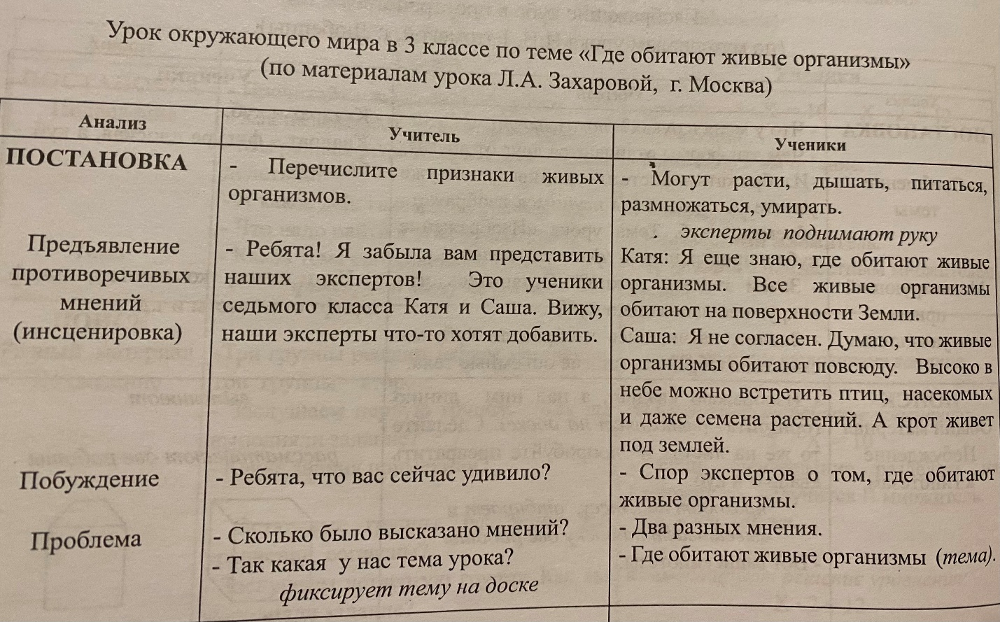 Урок окружающего мира в 3 классе по теме «Где обитают живые организмы»
(по материалам урока Л.А. Захаровой, г. Москва)
Анализ
Учитель
Ученики
ПОСТАНОВКА
- Перечислите признаки живых
организмов.
- Могут расти, дышать, питаться,
размножаться, умирать.
эксперты поднимают руку
Предъявление
противоречивых
мнений
(инсценировка)
- Ребята! Я забыла вам представить
наших экспертов! Это ученики
седьмого класса Катя и Саша. Вижу,
наши эксперты что-то хотят добавить.
Катя: Я еще знаю, где обитают живые
организмы. Все живые организмы
обитают на поверхности Земли.
Саша: Я не согласен. Думаю, что живые
организмы обитают повсюду. Высоко в
небе можно встретить птиц, насекомых
и даже семена растений. А крот живет
под землей.
Побуждение
- Ребята, что вас сейчас удивило?
- Спор экспертов о том, где обитают
живые организмы.
Проблема
- Сколько было высказано мнений?
- Два разных мнения.
- Так какая у нас тема урока?
- Где обитают живые организмы (тема).
фиксирует тему на доске